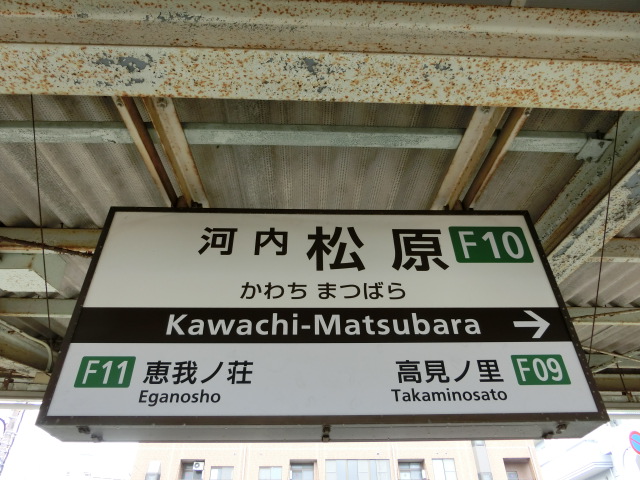 河内 松原 F10
かわち まつばら
Kawachi-Matsubara →
F11 恵我ノ荘
Eganosho
高見ノ里 F09
Takaminosato